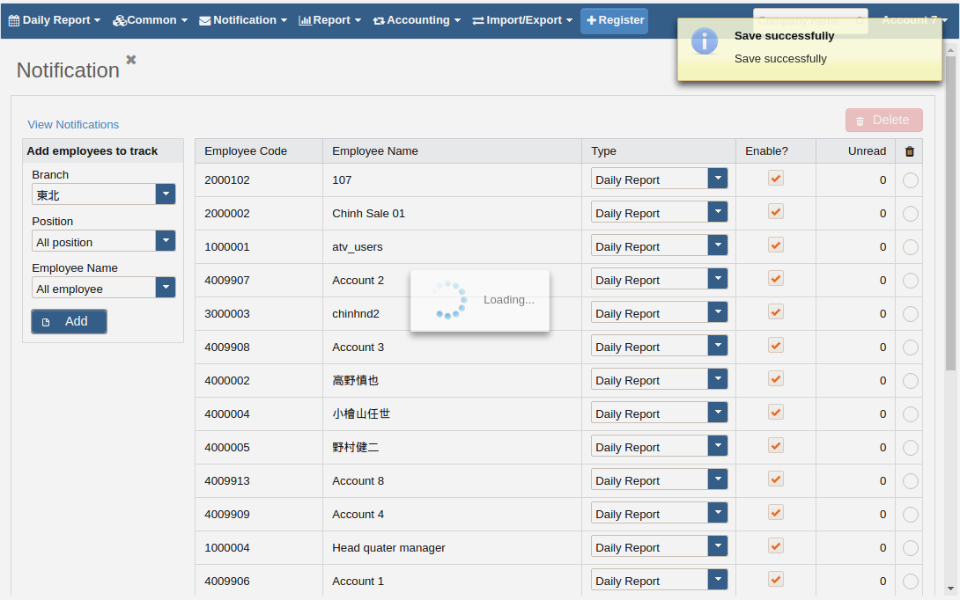 Daily Report Common Notification Report Accounting Import/Export Register Account 7
Save successfully
Save successfully
Notification
View Notifications
Delete
Add employees to track
Branch
東北
Position
All position
Employee Name
All employee
Add
Employee Code Employee Name Type Enable? Unread
2000102 107 Daily Report 0
2000002 Chinh Sale 01 Daily Report 0
1000001 atv_users Daily Report 0
4009907 Account 2 Daily Report 0
3000003 chinhnd2 Daily Report 0
4009908 Account 3 Daily Report 0
4000002 高野慎也 Daily Report 0
4000004 小檜山任世 Daily Report 0
4000005 野村健二 Daily Report 0
4009913 Account 8 Daily Report 0
4009909 Account 4 Daily Report 0
1000004 Head quater manager Daily Report 0
4009906 Account 1 Daily Report 0
Loading...